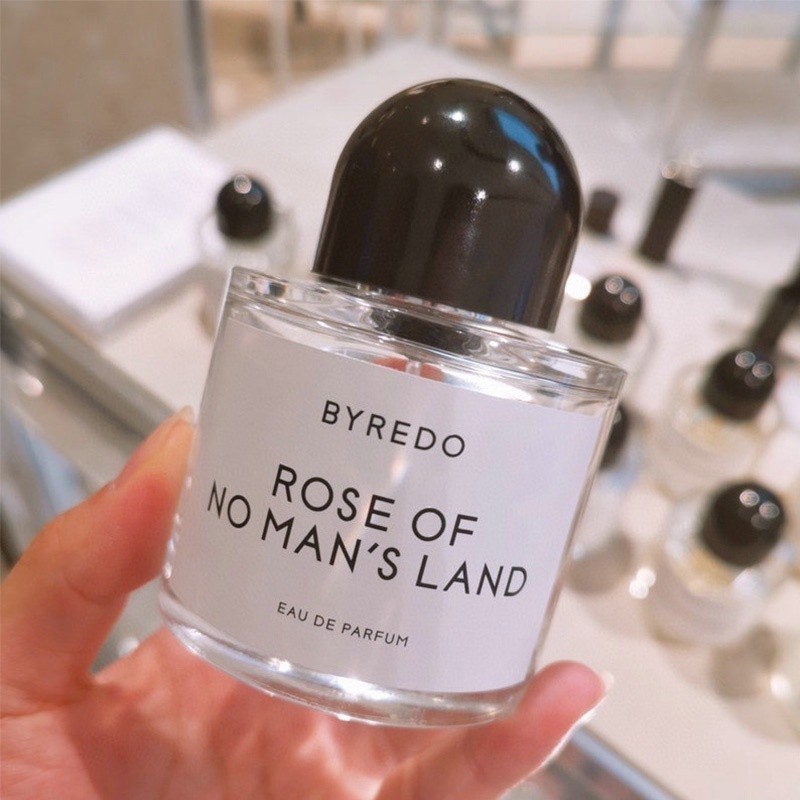 BYREDO
ROSE OF
NO MAN'S LAND
EAU DE PARFUM